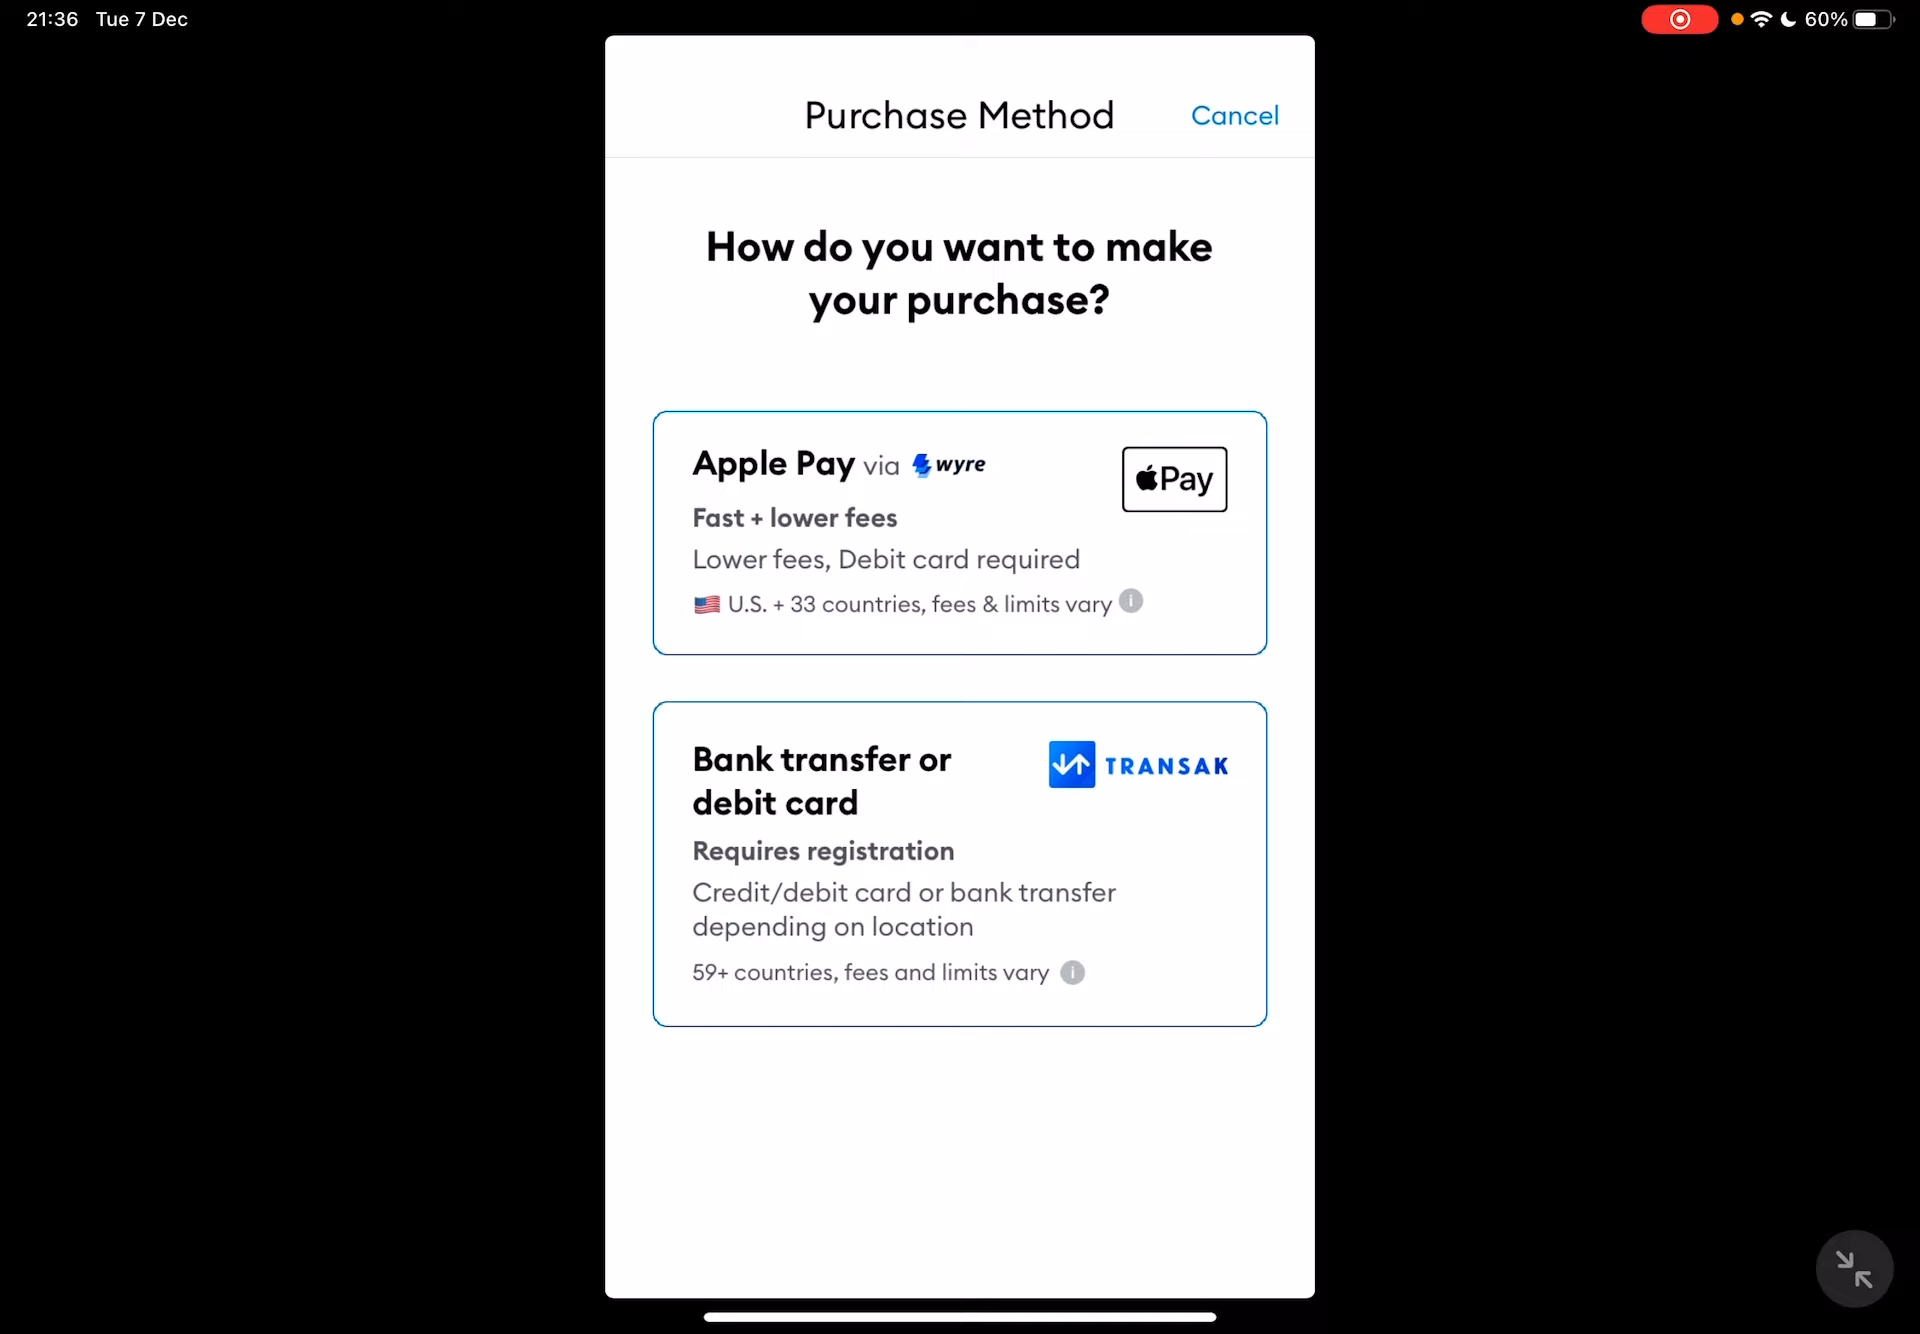 21:36 Tue 7 Dec
60%
Purchase Method
Cancel
How do you want to make
your purchase?
Apple Pay via wyre
Pay
Fast + lower fees
Lower fees, Debit card required
U.S. + 33 countries, fees & limits vary
Bank transfer or
debit card
TRANSAK
Requires registration
Credit/debit card or bank transfer
depending on location
59+ countries, fees and limits vary